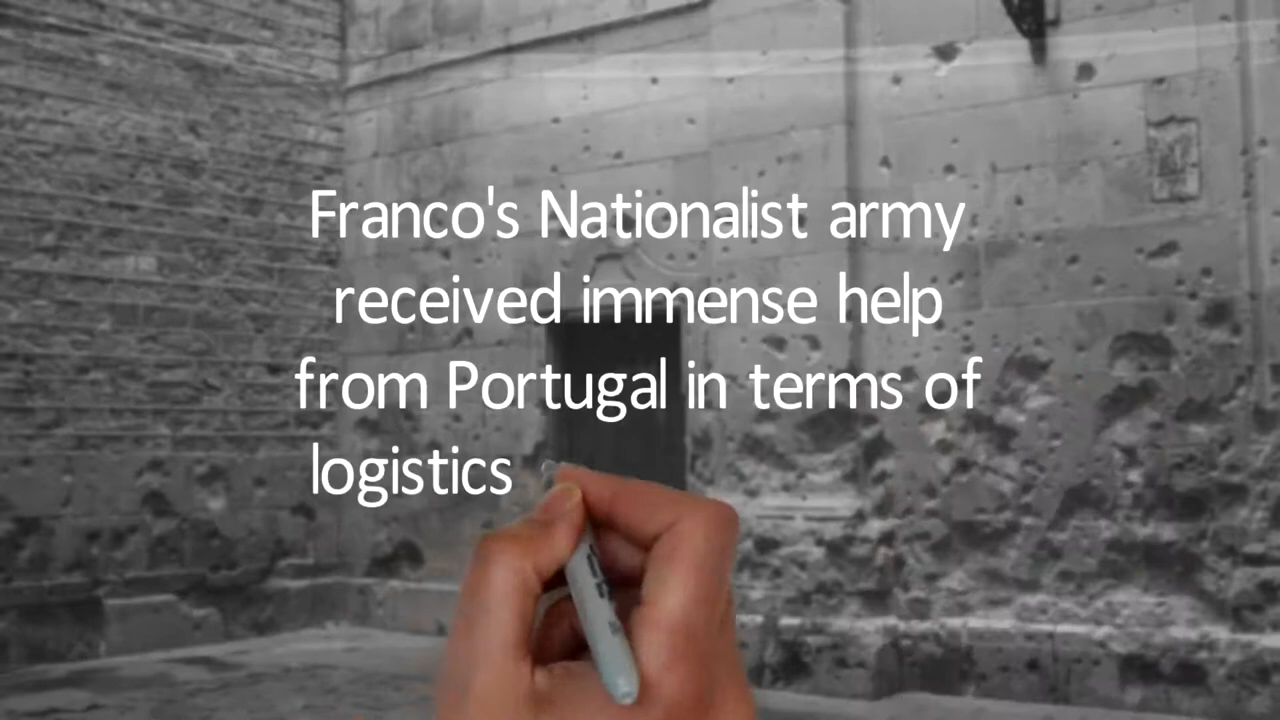 Franco's Nationalist army
received immense help
from Portugal in terms of
logistics